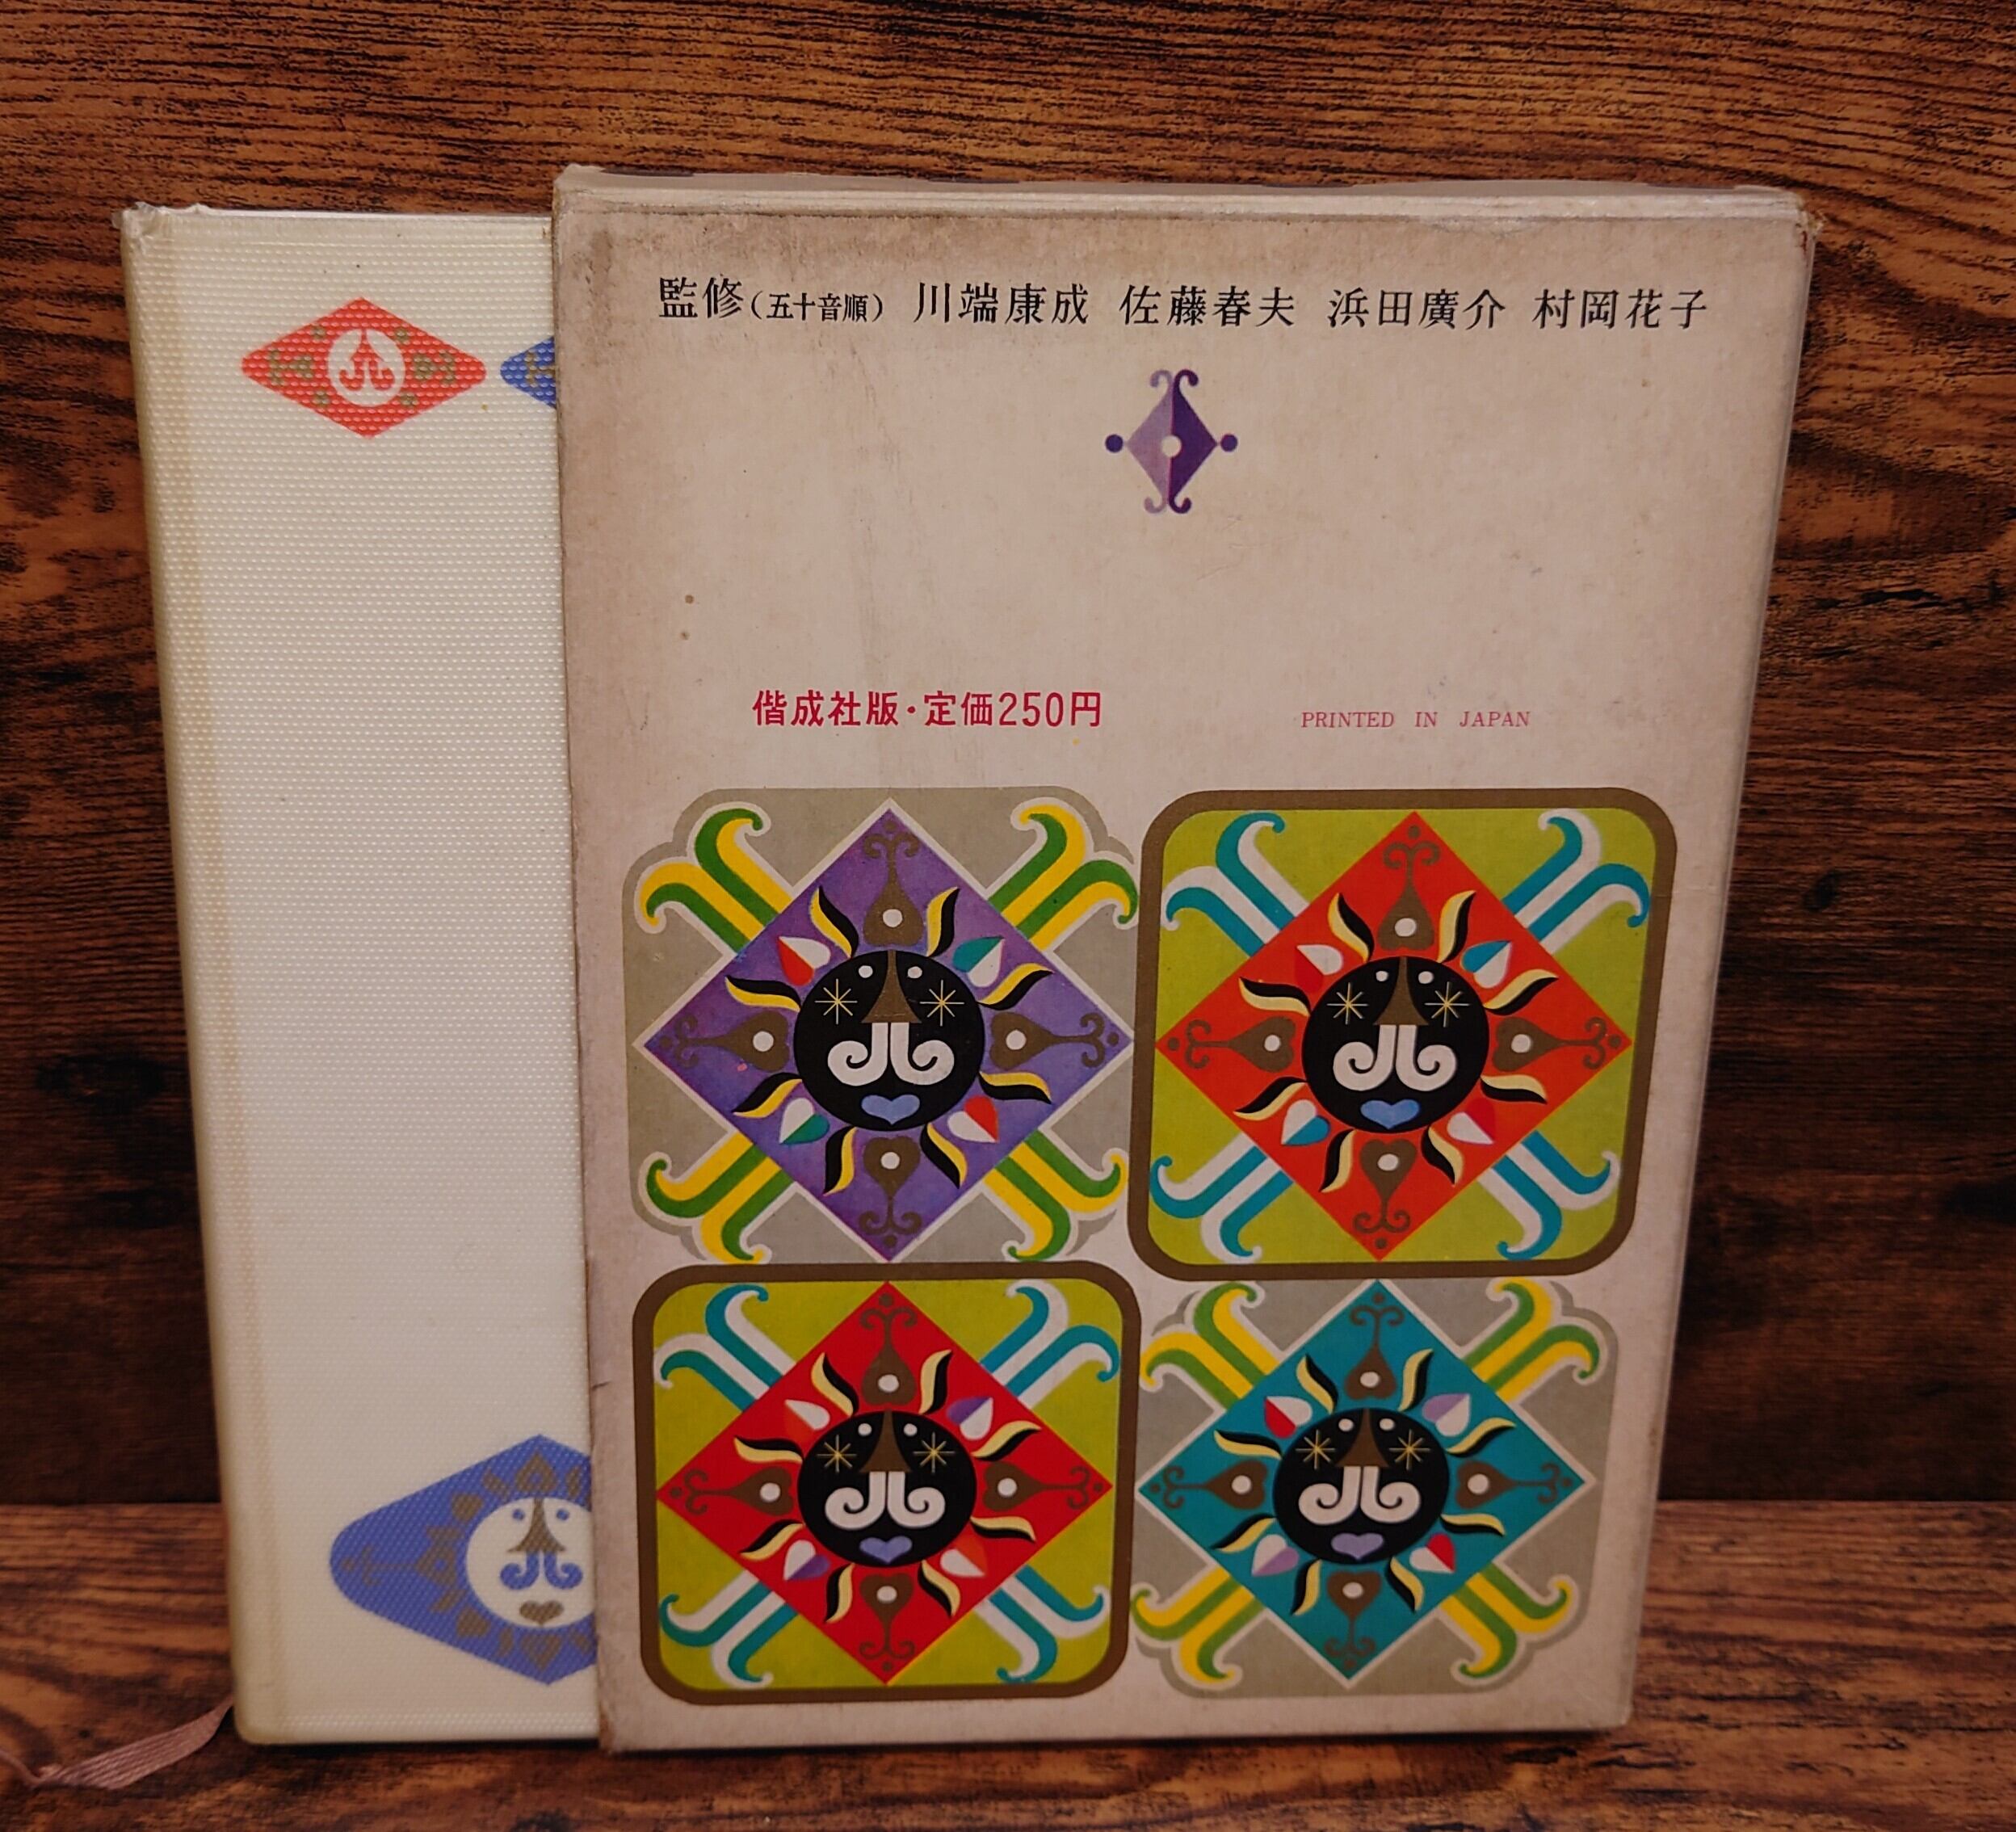 監修(五十音順) 川端康成 佐藤春夫 浜田廣介 村岡花子
偕成社版・定価250円
PRINTED IN JAPAN